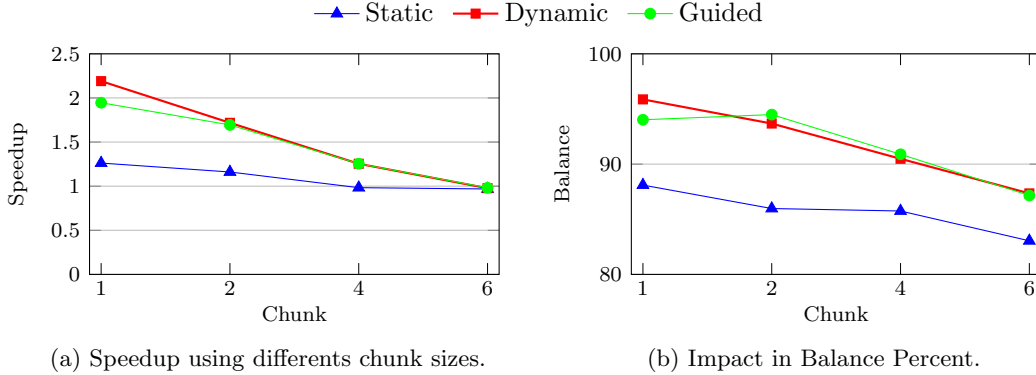 Static Dynamic Guided
2.5
2
1.5
1
0.5
0
Speedup
1 2 4 6
Chunk
(a) Speedup using differents chunk sizes.
100
90
80
Balance
1 2 4 6
Chunk
(b) Impact in Balance Percent.